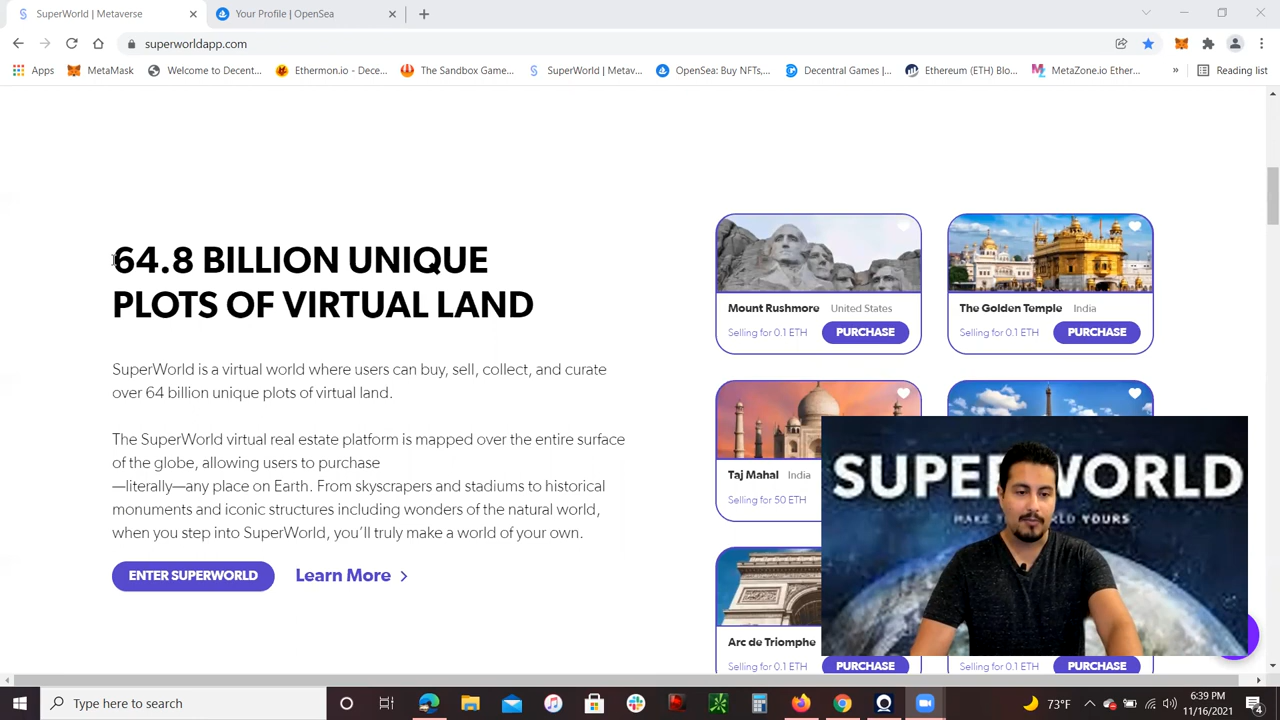 SuperWorld | Metaverse
Your Profile | OpenSea
superworldapp.com
Apps
MetaMask
Welcome to Decent...
Ethermon.io - Dece...
The Sandbox Game...
SuperWorld | Metav...
OpenSea: Buy NFTs,...
Decentral Games |...
Ethereum (ETH) Blo...
MetaZone.io Ether...
»
Reading list
64.8 BILLION UNIQUE
PLOTS OF VIRTUAL LAND
SuperWorld is a virtual world where users can buy, sell, collect, and curate
over 64 billion unique plots of virtual land.
The SuperWorld virtual real estate platform is mapped over the entire surface
of the globe, allowing users to purchase
—literally—any place on Earth. From skyscrapers and stadiums to historical
monuments and iconic structures including wonders of the natural world,
when you step into SuperWorld, you'll truly make a world of your own.
ENTER SUPERWORLD
Learn More
Mount Rushmore United States
Selling for 0.1 ETH PURCHASE
The Golden Temple India
Selling for 0.1 ETH PURCHASE
Taj Mahal India
Selling for 50 ETH
Arc de Triomphe
Selling for 0.1 ETH PURCHASE
Selling for 0.1 ETH PURCHASE
SUPERWORLD
YOURS
Type here to search
73°F
6:39 PM
11/16/2021
4